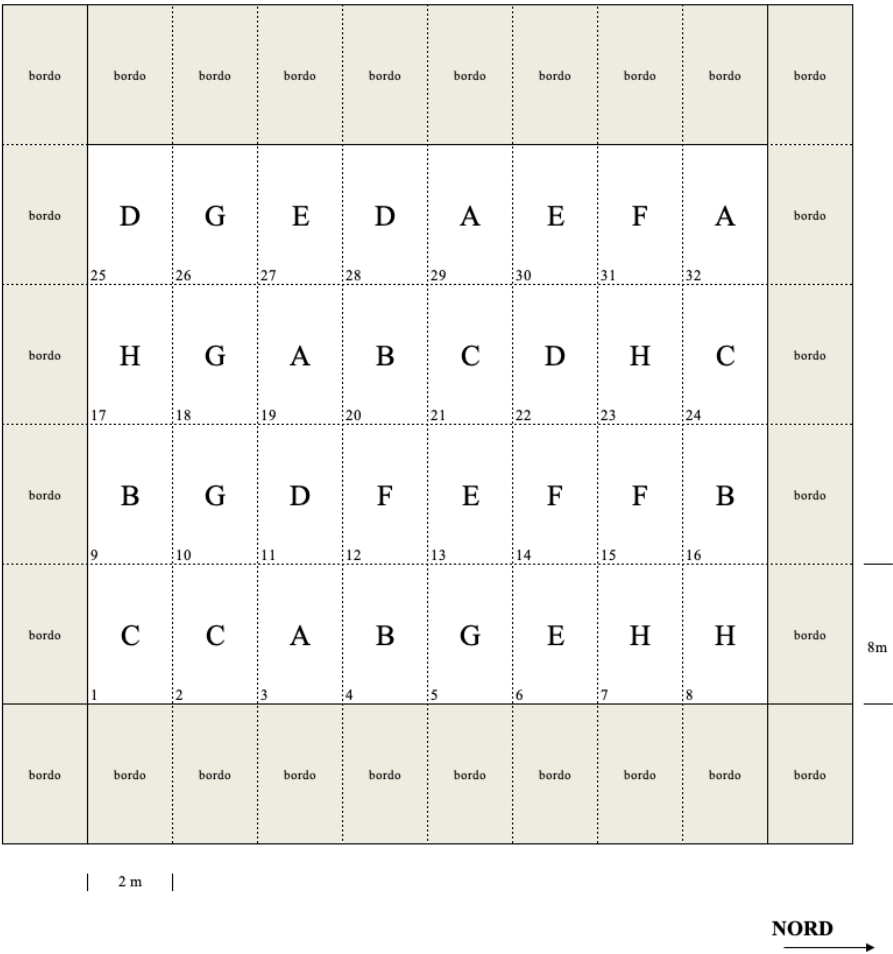 bordo bordo bordo bordo bordo bordo bordo bordo bordo bordo
bordo D G E D A E F A bordo
25 26 27 28 29 30 31 32
bordo H G A B C D H C bordo
17 18 19 20 21 22 23 24
bordo B G D F E F F B bordo
9 10 11 12 13 14 15 16
bordo C C A B G E H H bordo
8m
1 2 3 4 5 6 7 8
bordo bordo bordo bordo bordo bordo bordo bordo bordo bordo
2 m
NORD